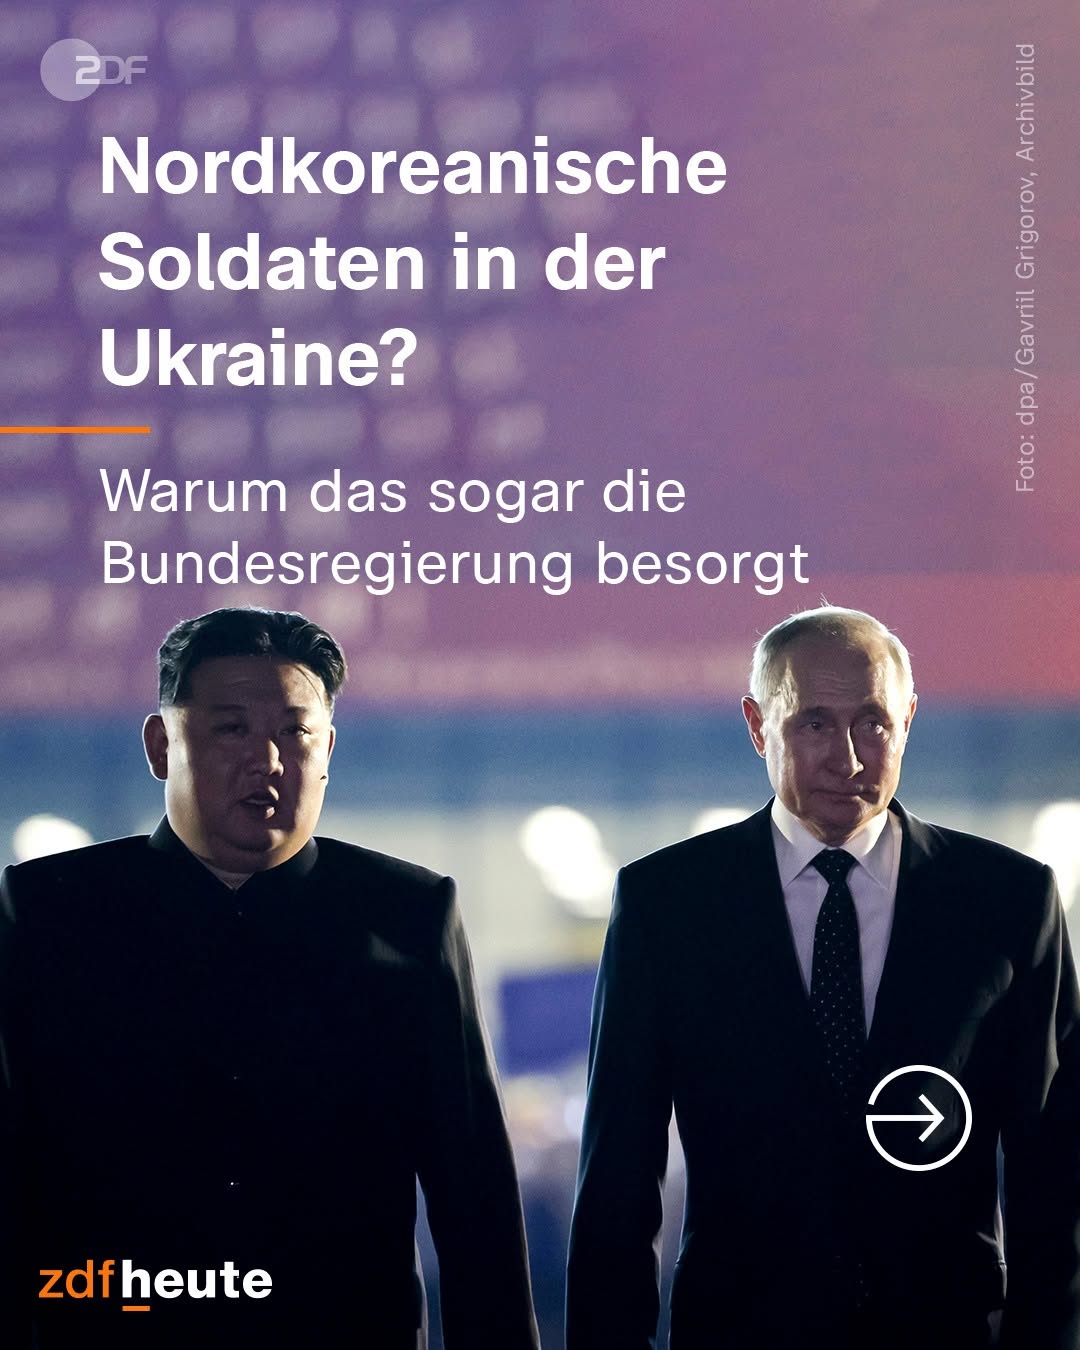 ZDF
Nordkoreanische
Soldaten in der
Ukraine?
Warum das sogar die
Bundesregierung besorgt
Foto: dpa/Gavriil Grigorov, Archivbild
zdfheute